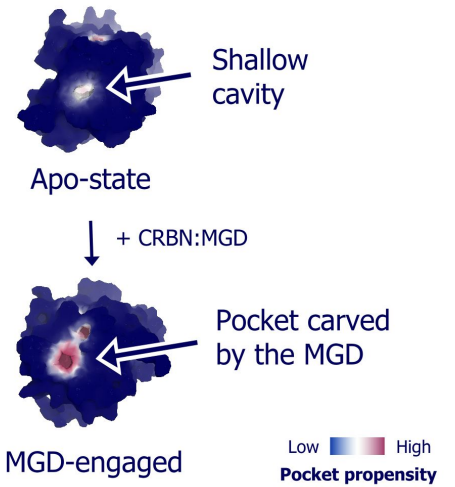 Shallow
cavity
Apo-state
+ CRBN:MGD
Pocket carved
by the MGD
MGD-engaged
Low High
Pocket propensity